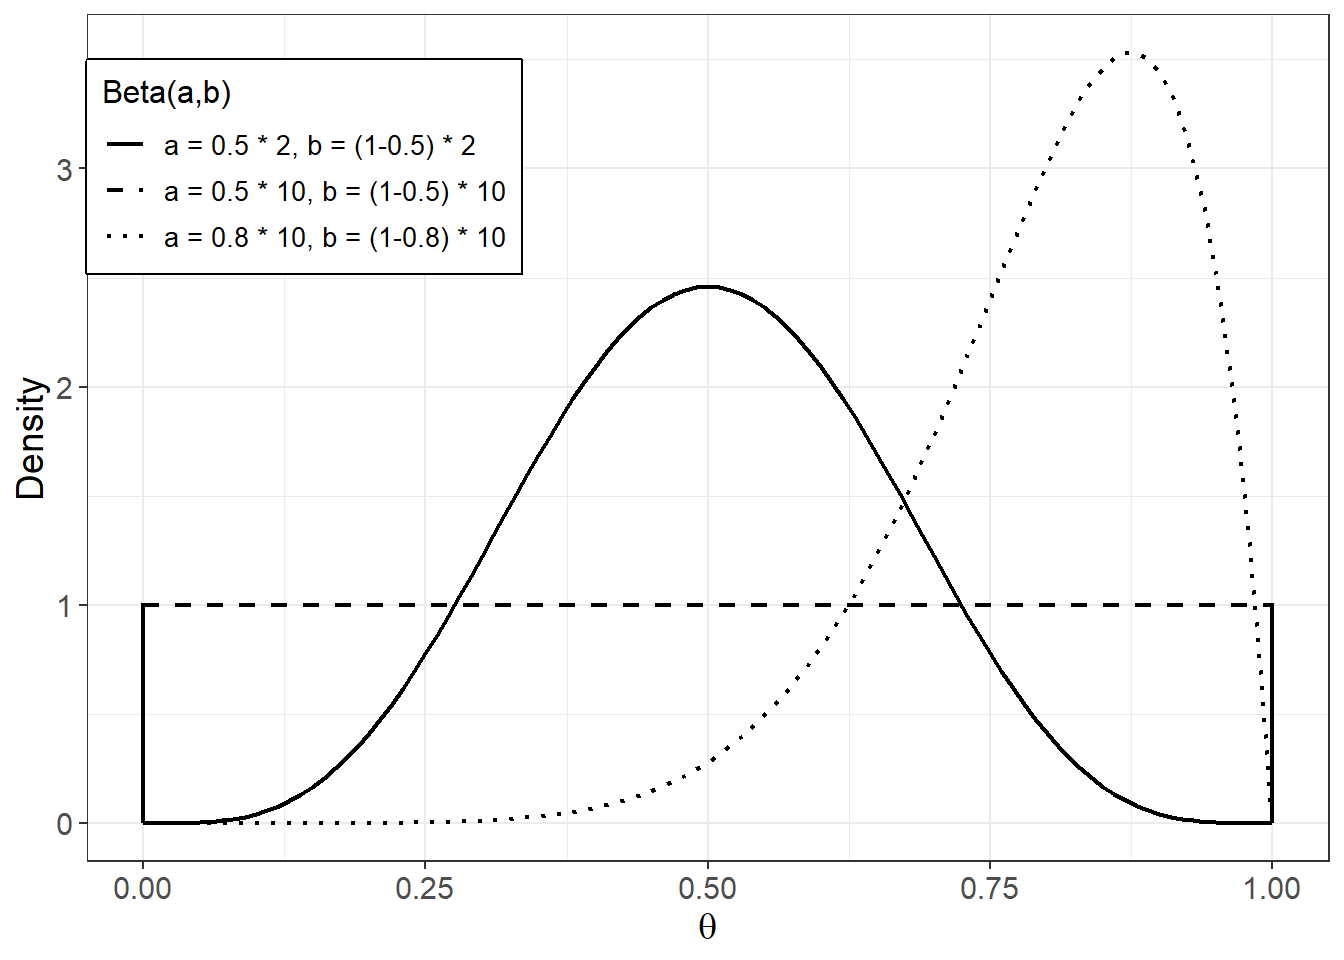 Beta(a,b)
a = 0.5 * 2, b = (1-0.5) * 2
a = 0.5 * 10, b = (1-0.5) * 10
a = 0.8 * 10, b = (1-0.8) * 10
Density
3
2
1
0
0.00 0.25 0.50 0.75 1.00
θ